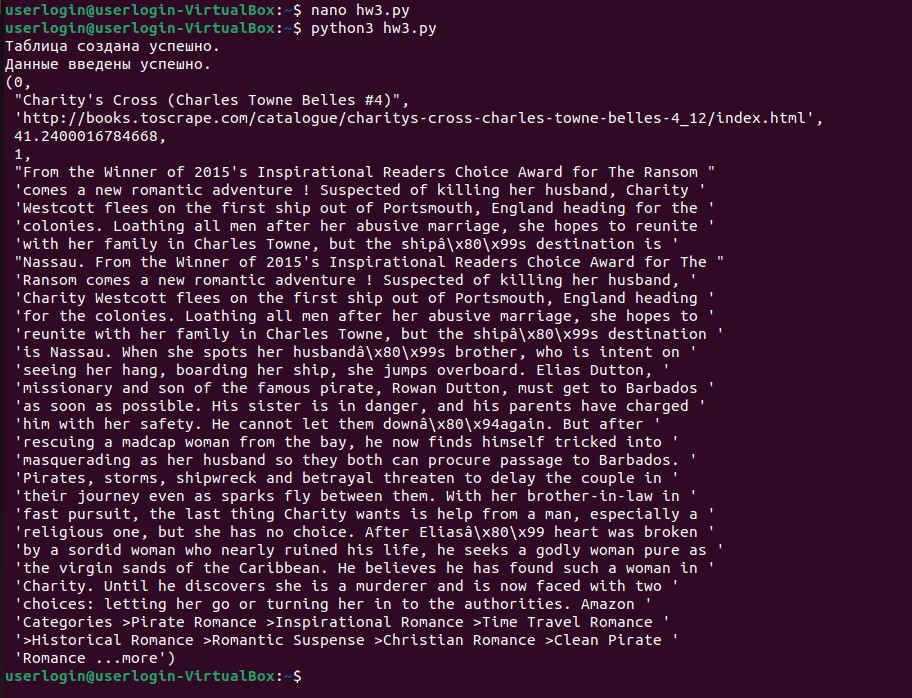 userlogin@userlogin-VirtualBox:~$ nano hw3.py
userlogin@userlogin-VirtualBox:~$ python3 hw3.py
Таблица создана успешно.
Данные введены успешно.
(0,
 "Charity's Cross (Charles Towne Belles #4)",
 'http://books.toscrape.com/catalogue/charitys-cross-charles-towne-belles-4_12/index.html',
 41.2400016784668,
 1,
 "From the Winner of 2015's Inspirational Readers Choice Award for The Ransom "
 'comes a new romantic adventure ! Suspected of killing her husband, Charity '
 'Westcott flees on the first ship out of Portsmouth, England heading for the '
 'colonies. Loathing all men after her abusive marriage, she hopes to reunite '
 'with her family in Charles Towne, but the shipâ\x80\x99s destination is '
 "Nassau. From the Winner of 2015's Inspirational Readers Choice Award for The "
 'Ransom comes a new romantic adventure ! Suspected of killing her husband, '
 'Charity Westcott flees on the first ship out of Portsmouth, England heading '
 'for the colonies. Loathing all men after her abusive marriage, she hopes to '
 'reunite with her family in Charles Towne, but the shipâ\x80\x99s destination '
 'is Nassau. When she spots her husbandâ\x80\x99s brother, who is intent on '
 'seeing her hang, boarding her ship, she jumps overboard. Elias Dutton, '
 'missionary and son of the famous pirate, Rowan Dutton, must get to Barbados '
 'as soon as possible. His sister is in danger, and his parents have charged '
 'him with her safety. He cannot let them downâ\x80\x94again. But after '
 'rescuing a madcap woman from the bay, he now finds himself tricked into '
 'masquerading as her husband so they both can procure passage to Barbados. '
 'Pirates, storms, shipwreck and betrayal threaten to delay the couple in '
 'their journey even as sparks fly between them. With her brother-in-law in '
 'fast pursuit, the last thing Charity wants is help from a man, especially a '
 'religious one, but she has no choice. After Eliasâ\x80\x99 heart was broken '
 'by a sordid woman who nearly ruined his life, he seeks a godly woman pure as '
 'the virgin sands of the Caribbean. He believes he has found such a woman in '
 'Charity. Until he discovers she is a murderer and is now faced with two '
 'choices: letting her go or turning her in to the authorities. Amazon '
 'Categories >Pirate Romance >Inspirational Romance >Time Travel Romance '
 '>Historical Romance >Romantic Suspense >Christian Romance >Clean Pirate '
 'Romance ...more')
userlogin@userlogin-VirtualBox:~$